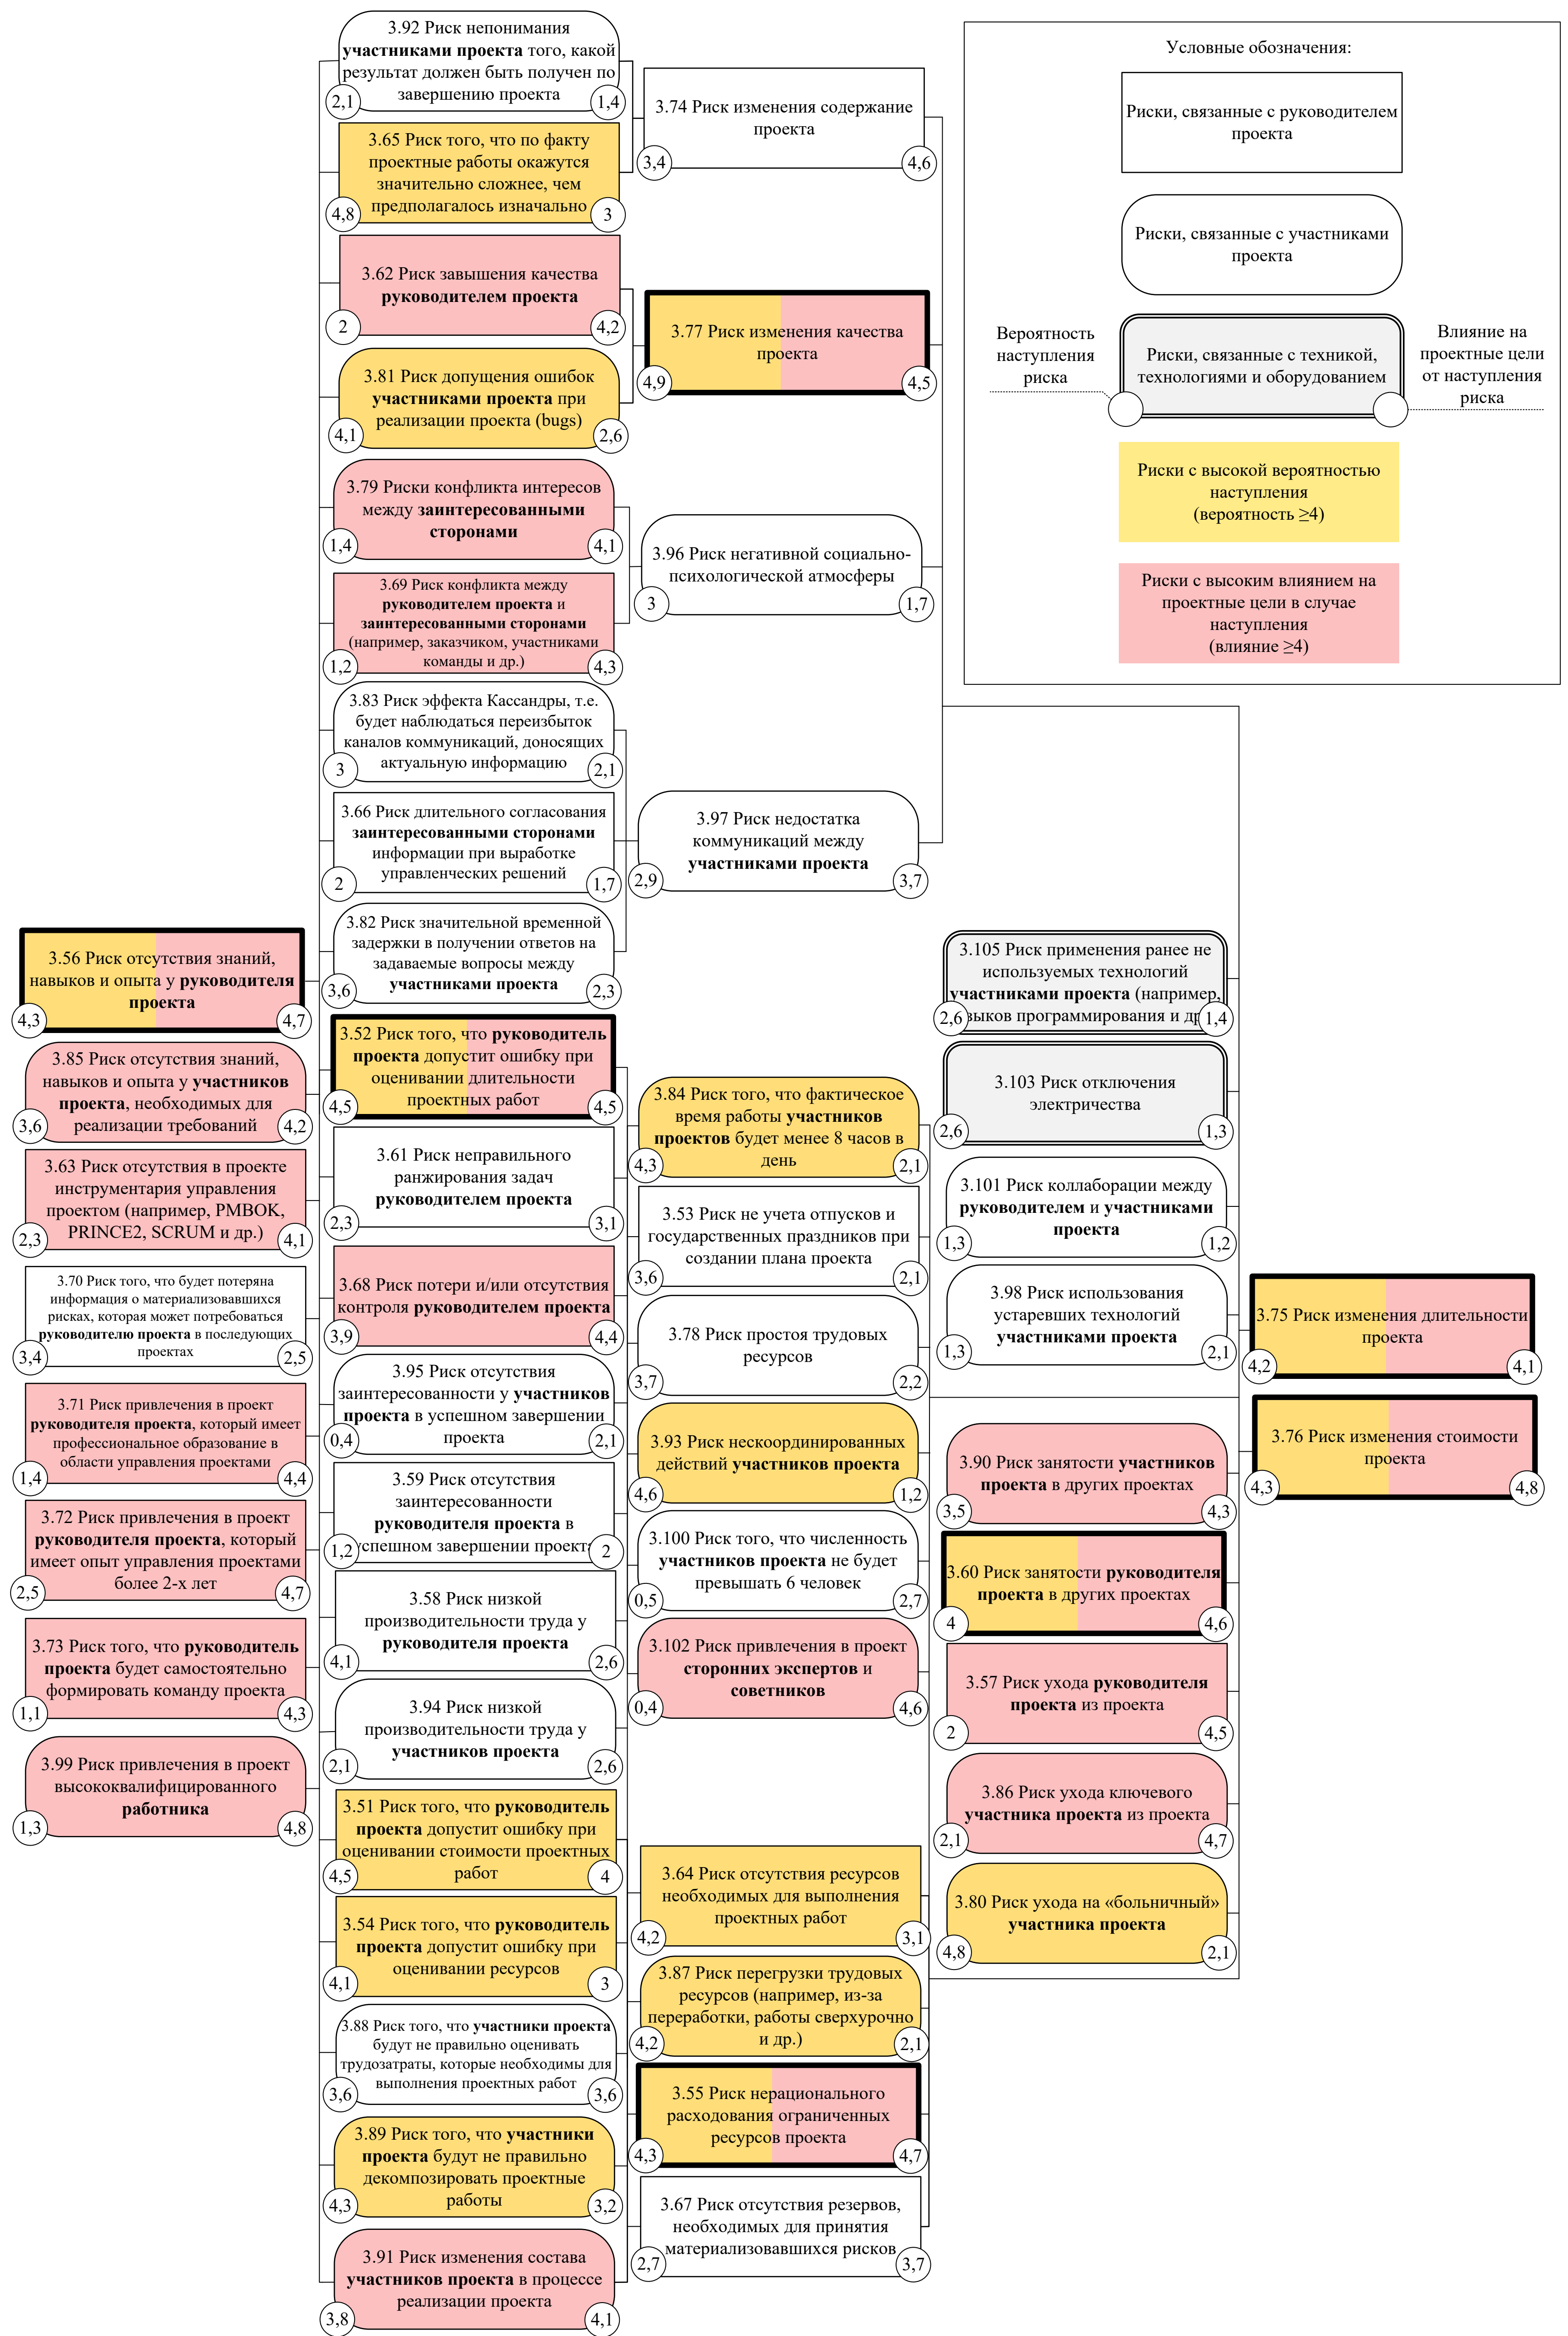 3.92 Риск непонимания
участниками проекта того, какой
результат должен быть получен по
завершению проекта
2,1
1,4
3.65 Риск того, что по факту
проектные работы окажутся
значительно сложнее, чем
предполагалось изначально
4,8
3
3.62 Риск завышения качества
руководителем проекта
2
4,2
3.81 Риск допущения ошибок
участниками проекта при
реализации проекта (bugs)
4,1
2,6
3.79 Риски конфликта интересов
между заинтересованными
сторонами
1,4
4,1
3.69 Риск конфликта между
руководителем проекта и
заинтересованными сторонами
(например, заказчиком, участниками
команды и др.)
1,2
4,3
3.83 Риск эффекта Кассандры, т.е.
будет наблюдаться переизбыток
каналов коммуникаций, доносящих
актуальную информацию
3
2,1
3.66 Риск длительного согласования
заинтересованными сторонами
информации при выработке
управленческих решений
2
1,7
3.82 Риск значительной временной
задержки в получении ответов на
задаваемые вопросы между
участниками проекта
3,6
2,3
3.74 Риск изменения содержание
проекта
3,4
4,6
3.77 Риск изменения качества
проекта
4,9
4,5
3.96 Риск негативной социально-
психологической атмосферы
3
1,7
3.97 Риск недостатка
коммуникаций между
участниками проекта
2,9
3,7
Условные обозначения:
Риски, связанные с руководителем
проекта
Риски, связанные с участниками
проекта
Вероятность
наступления
риска
Риски, связанные с техникой,
технологиями и оборудованием
Влияние на
проектные цели
от наступления
риска
Риски с высокой вероятностью
наступления
(вероятность ≥4)
Риски с высоким влиянием на
проектные цели в случае
наступления
(влияние ≥4)
3.56 Риск отсутствия знаний,
навыков и опыта у руководителя
проекта
4,3
4,7
3.85 Риск отсутствия знаний,
навыков и опыта у участников
проекта, необходимых для
реализации требований
3,6
4,2
3.63 Риск отсутствия в проекте
инструментария управления
проектом (например, PMBOK,
PRINCE2, SCRUM и др.)
2,3
4,1
3.70 Риск того, что будет потеряна
информация о материализовавшихся
рисках, которая может потребоваться
руководителю проекта в последующих
проектах
3,4
2,5
3.71 Риск привлечения в проект
руководителя проекта, который имеет
профессиональное образование в
области управления проектами
1,4
4,4
3.72 Риск привлечения в проект
руководителя проекта, который
имеет опыт управления проектами
более 2-х лет
2,5
4,7
3.73 Риск того, что руководитель
проекта будет самостоятельно
формировать команду проекта
1,1
4,3
3.99 Риск привлечения в проект
высококвалифицированного
работника
1,3
4,8
3.52 Риск того, что руководитель
проекта допустит ошибку при
оценивании длительности
проектных работ
4,5
4,5
3.61 Риск неправильного
ранжирования задач
руководителем проекта
2,3
3,1
3.68 Риск потери и/или отсутствия
контроля руководителем проекта
3,9
4,4
3.95 Риск отсутствия
заинтересованности у участников
проекта в успешном завершении
проекта
0,4
2,1
3.59 Риск отсутствия
заинтересованности
руководителя проекта в
завершении
1,2
2
3.58 Риск низкой
производительности труда у
руководителя проекта
4,1
2,6
3.94 Риск низкой
производительности труда у
участников проекта
2,1
2,6
3.51 Риск того, что руководитель
проекта допустит ошибку при
оценивании стоимости проектных
работ
4,5
4
3.54 Риск того, что руководитель
проекта допустит ошибку при
оценивании ресурсов
4,1
3
3.88 Риск того, что участники проекта
будут не правильно оценивать
трудозатраты, которые необходимы для
выполнения проектных работ
3,6
3,6
3.89 Риск того, что участники
проекта будут не правильно
декомпозировать проектные
работы
4,3
3,2
3.91 Риск изменения состава
участников проекта в процессе
реализации проекта
3,8
4,1
3.84 Риск того, что фактическое
время работы участников
проектов будет менее 8 часов в
день
4,3
2,1
3.53 Риск не учета отпусков и
государственных праздников при
создании плана проекта
3,6
2,1
3.78 Риск простоя трудовых
ресурсов
3,7
2,2
3.93 Риск нескоординированных
действий участников проекта
4,6
1,2
3.100 Риск того, что численность
участников проекта не будет
превышать 6 человек
0,5
2,7
3.102 Риск привлечения в проект
сторонних экспертов и
советников
0,4
4,6
3.64 Риск отсутствия ресурсов
необходимых для выполнения
проектных работ
4,2
3,1
3.87 Риск перегрузки трудовых
ресурсов (например, из-за
переработки, работы сверхурочно
и др.)
4,2
2,1
3.55 Риск нерационального
расходования ограниченных
ресурсов проекта
4,3
4,7
3.67 Риск отсутствия резервов,
необходимых для принятия
материализовавшихся рисков
2,7
3,7
3.105 Риск применения ранее не
используемых технологий
участниками проекта (например,
программирования и
2,6
1,4
3.103 Риск отключения
электричества
2,6
1,3
3.101 Риск коллаборации между
руководителем и участниками
проекта
1,3
1,2
3.98 Риск использования
устаревших технологий
участниками проекта
1,3
2,1
3.90 Риск занятости участников
проекта в других проектах
3,5
4,3
3.60 Риск занятости руководителя
проекта в других проектах
4
4,6
3.57 Риск ухода руководителя
проекта из проекта
2
4,5
3.86 Риск ухода ключевого
участника проекта из проекта
2,1
4,7
3.80 Риск ухода на «больничный»
участника проекта
4,8
2,1
3.75 Риск изменения длительности
проекта
4,2
4,1
3.76 Риск изменения стоимости
проекта
4,3
4,8